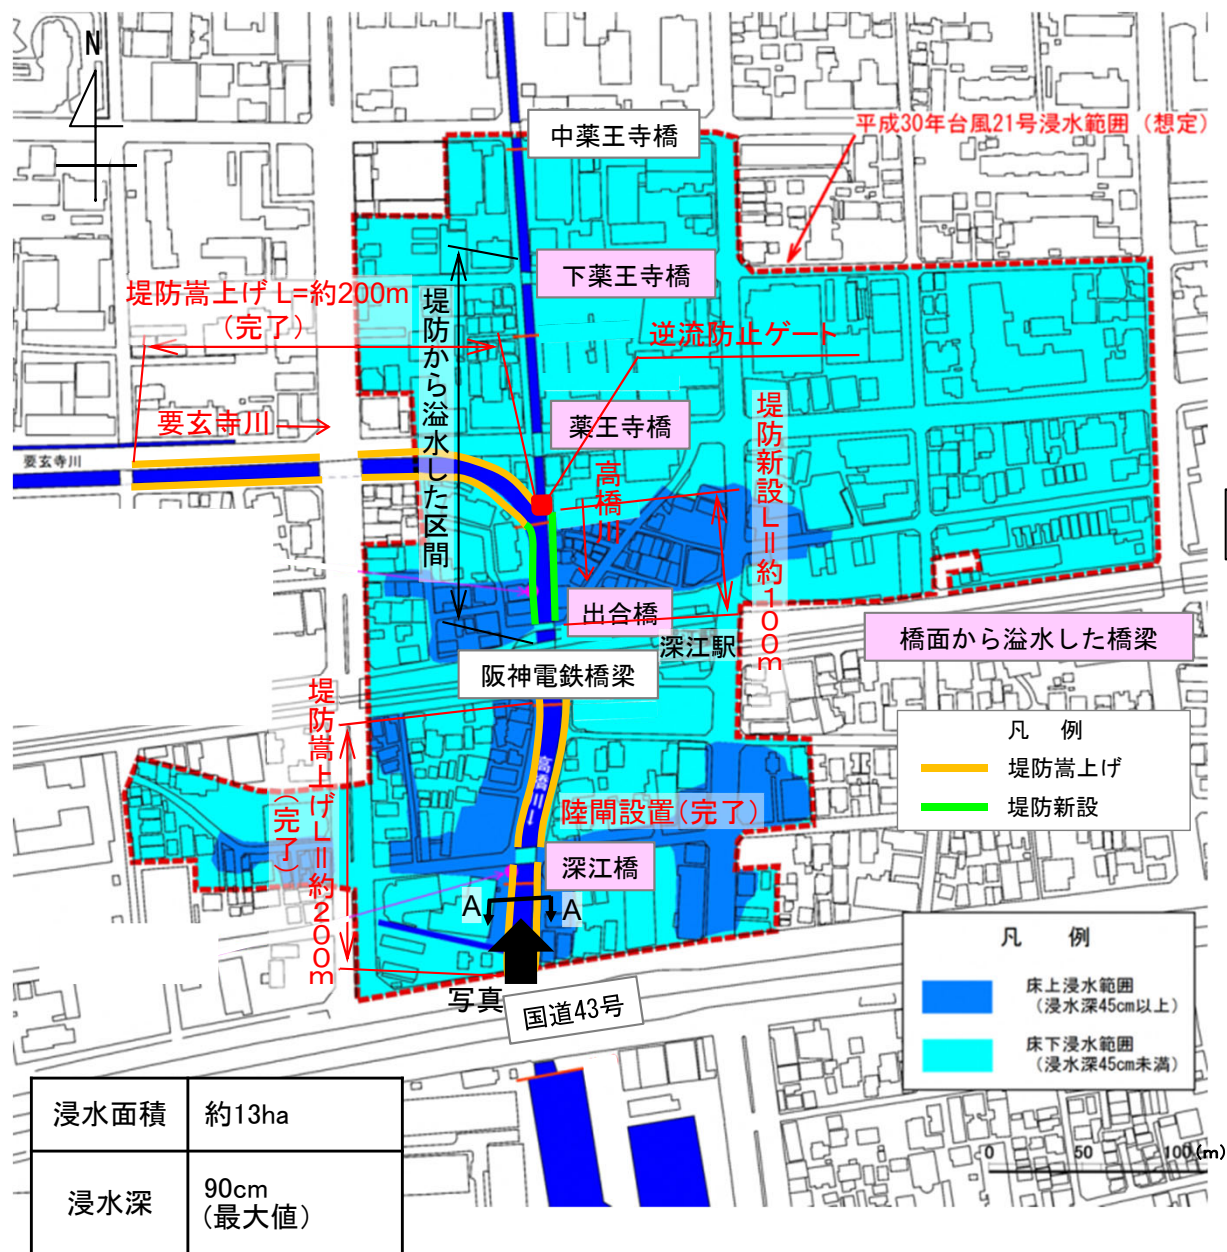 N
中薬王寺橋
平成30年台風21号浸水範囲（想定）
下薬王寺橋
堤防嵩上げ L=約200m
（完了）
堤防から溢水した区間
逆流防止ゲート
薬王寺橋
要玄寺川
要玄寺川
高橋川
堤防新設L=約100m
出合橋
深江駅
橋面から溢水した橋梁
阪神電鉄橋梁
堤防嵩上げL=約200m
（完了）
凡 例
堤防嵩上げ
堤防新設
高橋川
陸閘設置（完了）
深江橋
A
A
写真
国道43号
凡 例
床上浸水範囲
（浸水深45cm以上）
床下浸水範囲
（浸水深45cm未満）
浸水面積
約13ha
浸水深
90cm
（最大値）
0 50 100(m)